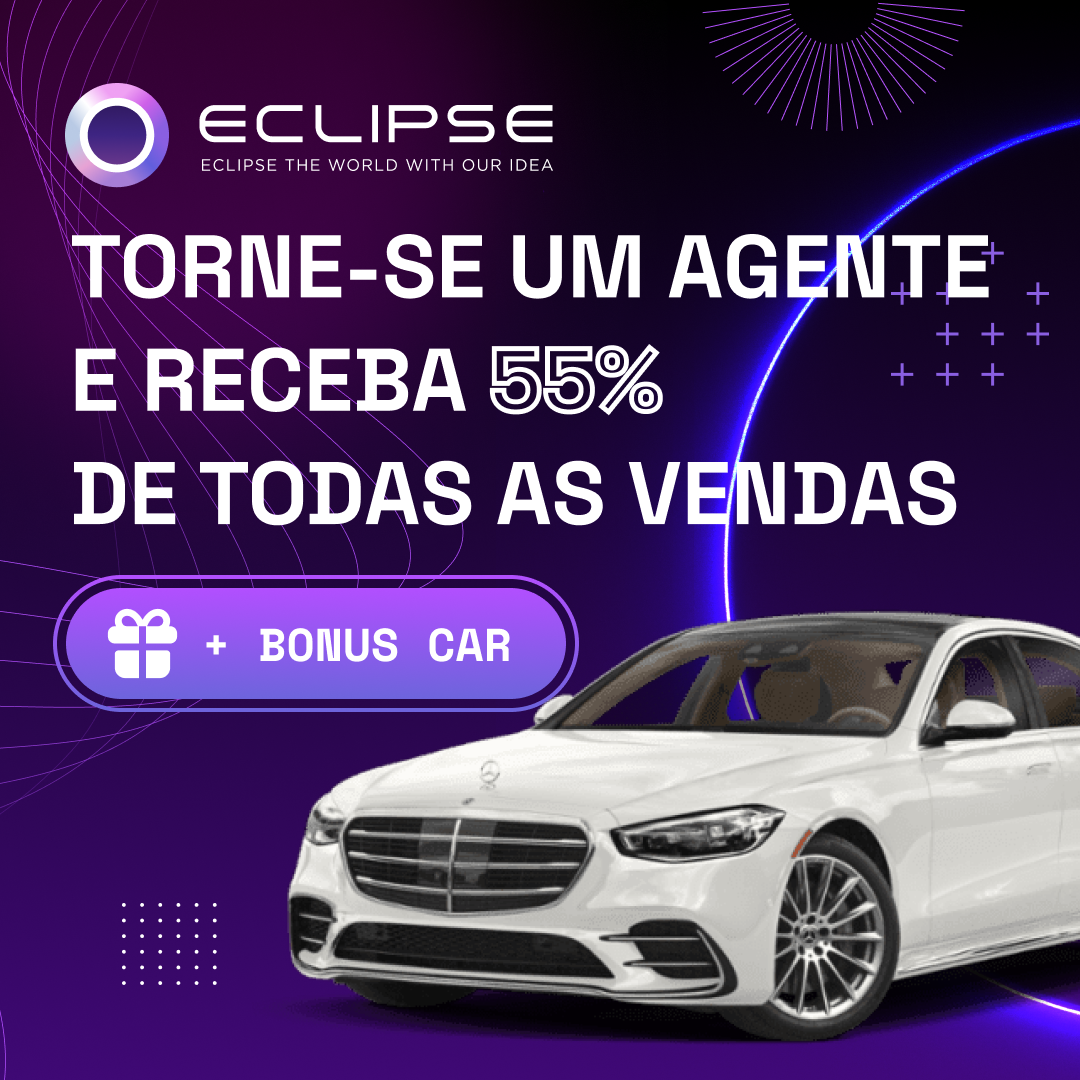 ECLIPSE
ECLIPSE THE WORLD WITH OUR IDEA
TORNE-SE UM AGENTE
E RECEBA 55%
DE TODAS AS VENDAS
+ BONUS CAR